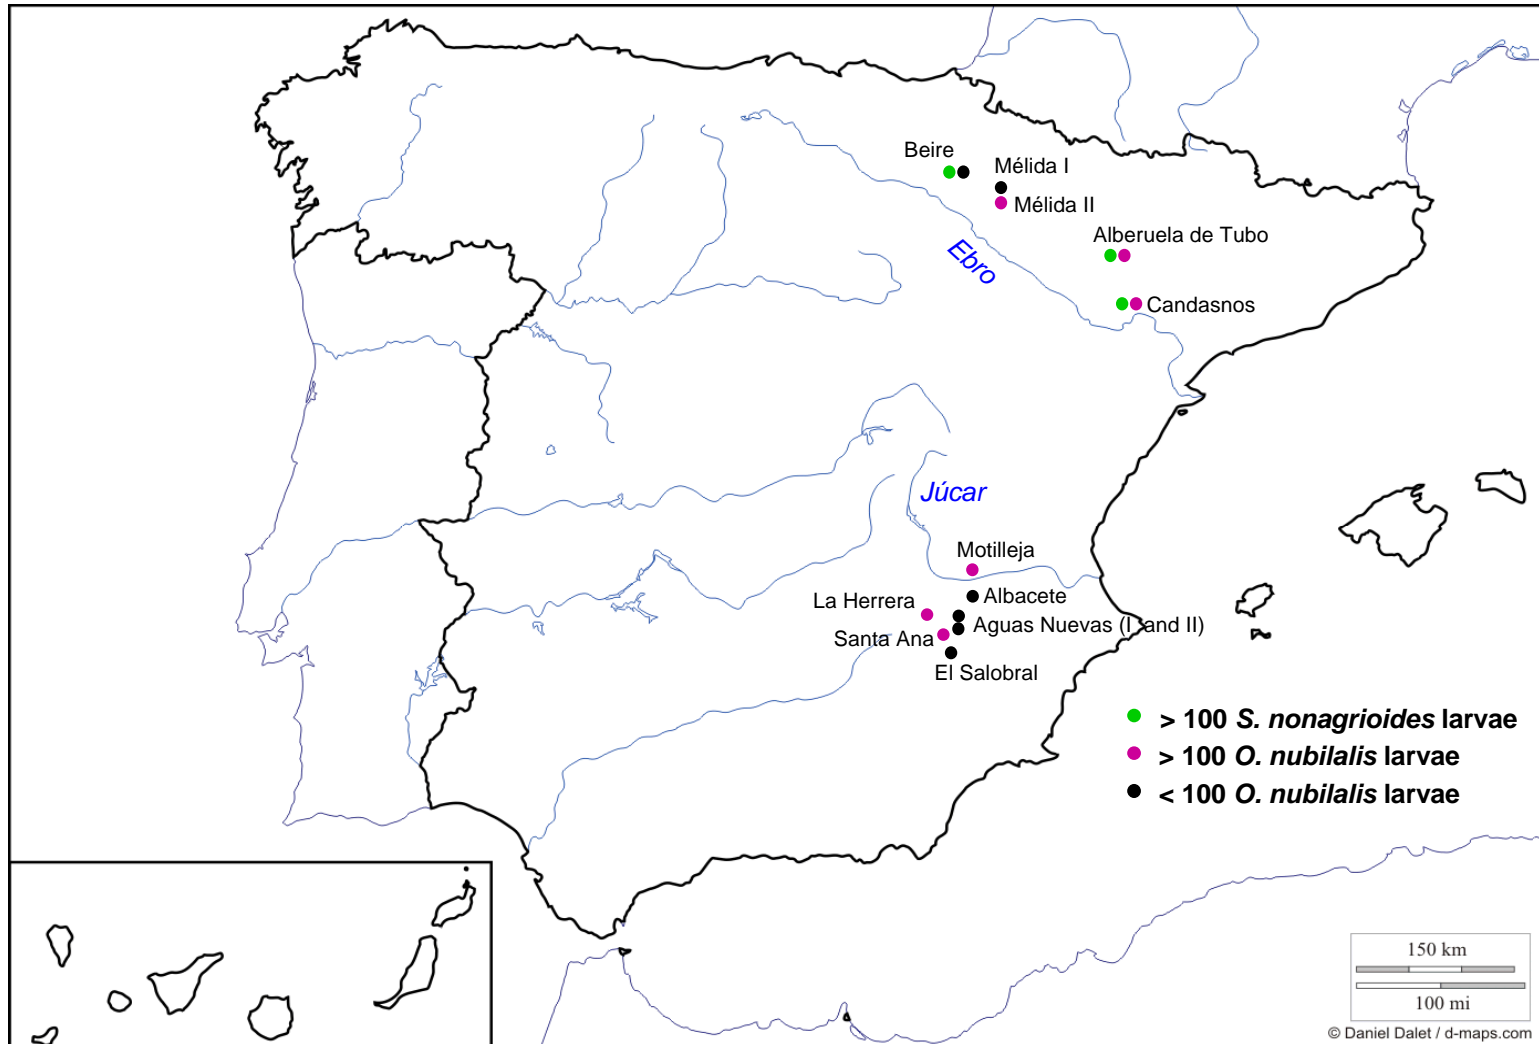 Beire
Mélida I
Mélida II
Alberuela de Tubo
Ebro
Candasnos
Júcar
Motilleja
Albacete
La Herrera
Aguas Nuevas (I and II)
Santa Ana
El Salobral
> 100 S. nonagrioides larvae
> 100 O. nubilalis larvae
< 100 O. nubilalis larvae
150 km
100 mi
© Daniel Dalet / d-maps.com